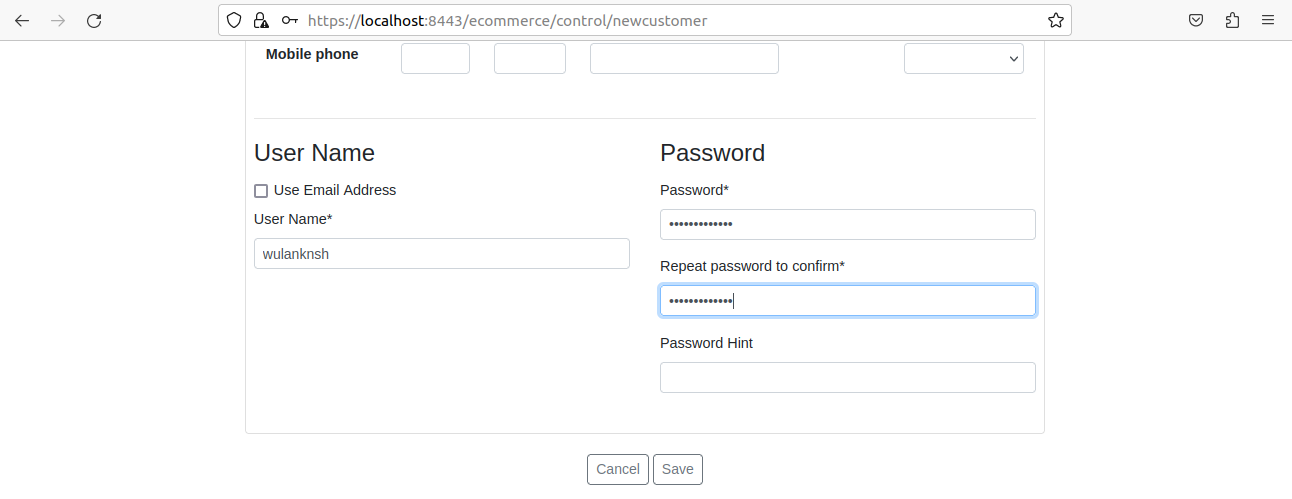 https://localhost:8443/ecommerce/control/newcustomer
Mobile phone
User Name
Password
Use Email Address
Password*
User Name*
•••••••••••••
wulanknsh
Repeat password to confirm*
•••••••••••••
Password Hint
Cancel Save